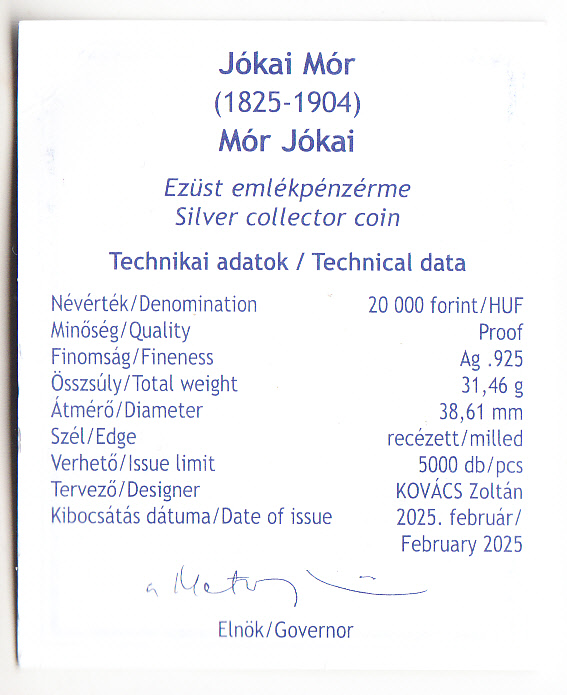 Jókai Mór
(1825-1904)
Mór Jókai
Ezüst emlékpénzérme
Silver collector coin
Technikai adatok / Technical data
Névérték/Denomination 20 000 forint/HUF
Minőség/Quality Proof
Finomság/Fineness Ag .925
Összsúly/Total weight 31,46 g
Átmérő/Diameter 38,61 mm
Szél/Edge recézett/milled
Verhető/Issue limit 5000 db/pcs
Tervező/Designer KOVÁCS Zoltán
Kibocsátás dátuma/Date of issue 2025. február/
February 2025
Elnök/Governor